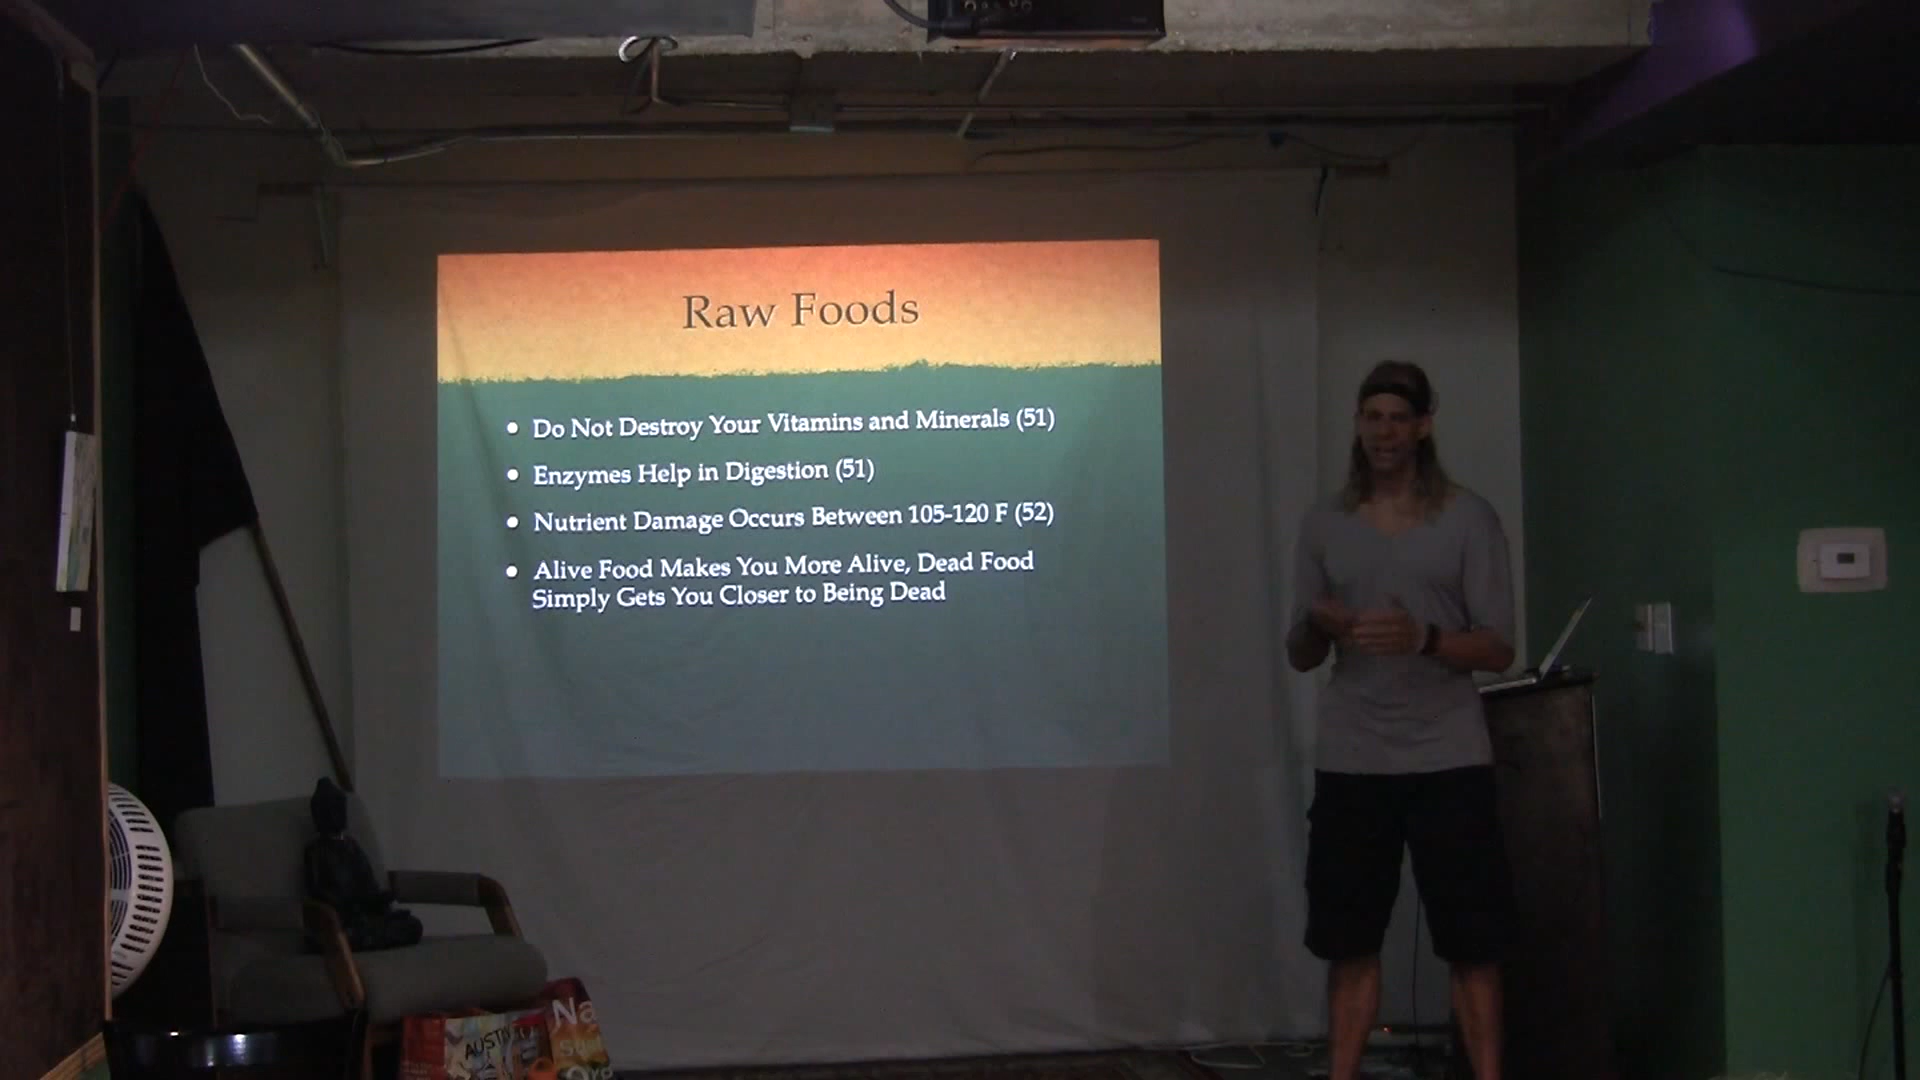 Raw Foods
• Do Not Destroy Your Vitamins and Minerals (51)
• Enzymes Help in Digestion (51)
• Nutrient Damage Occurs Between 105-120 F (52)
• Alive Food Makes You More Alive, Dead Food
Simply Gets You Closer to Being Dead
Na